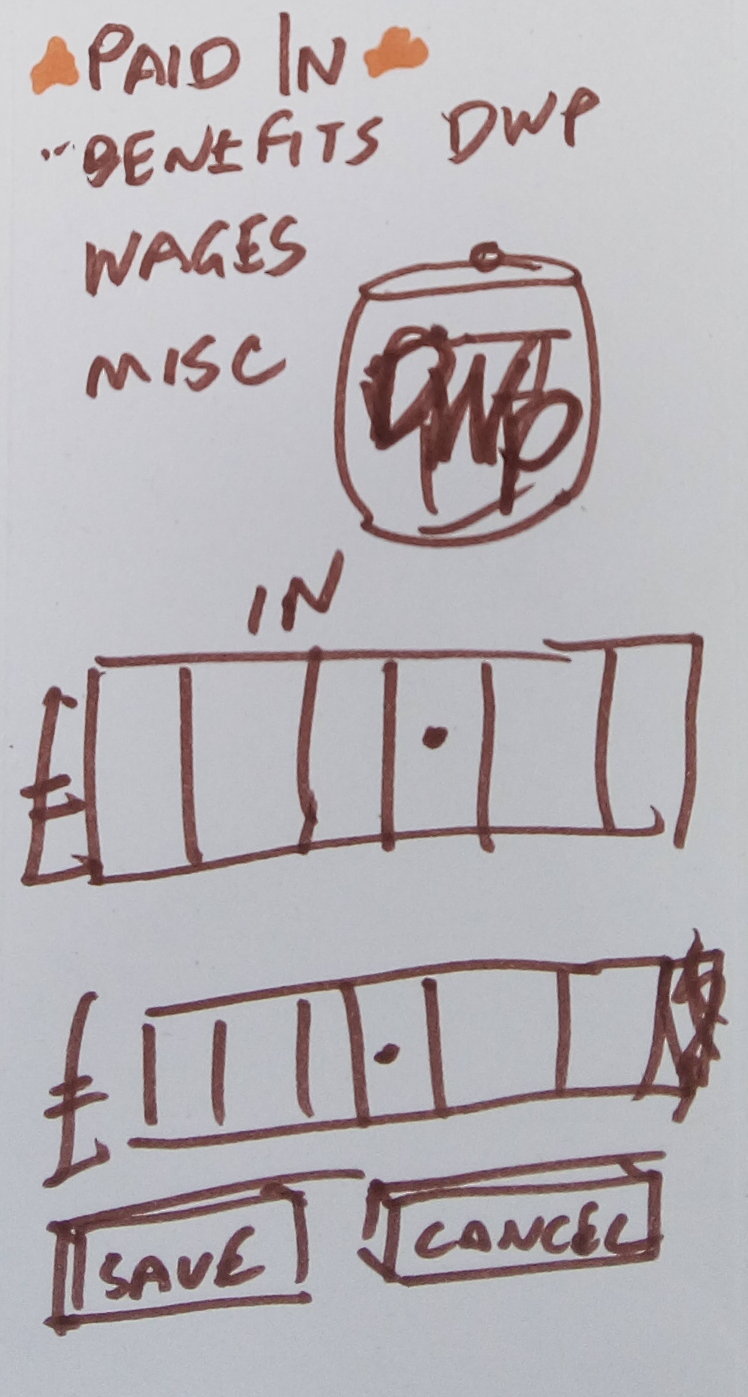 PAID IN
"BENEFITS DWP
WAGES
MISC
DWP
IN
£ .
£ .
SAVE CANCEL